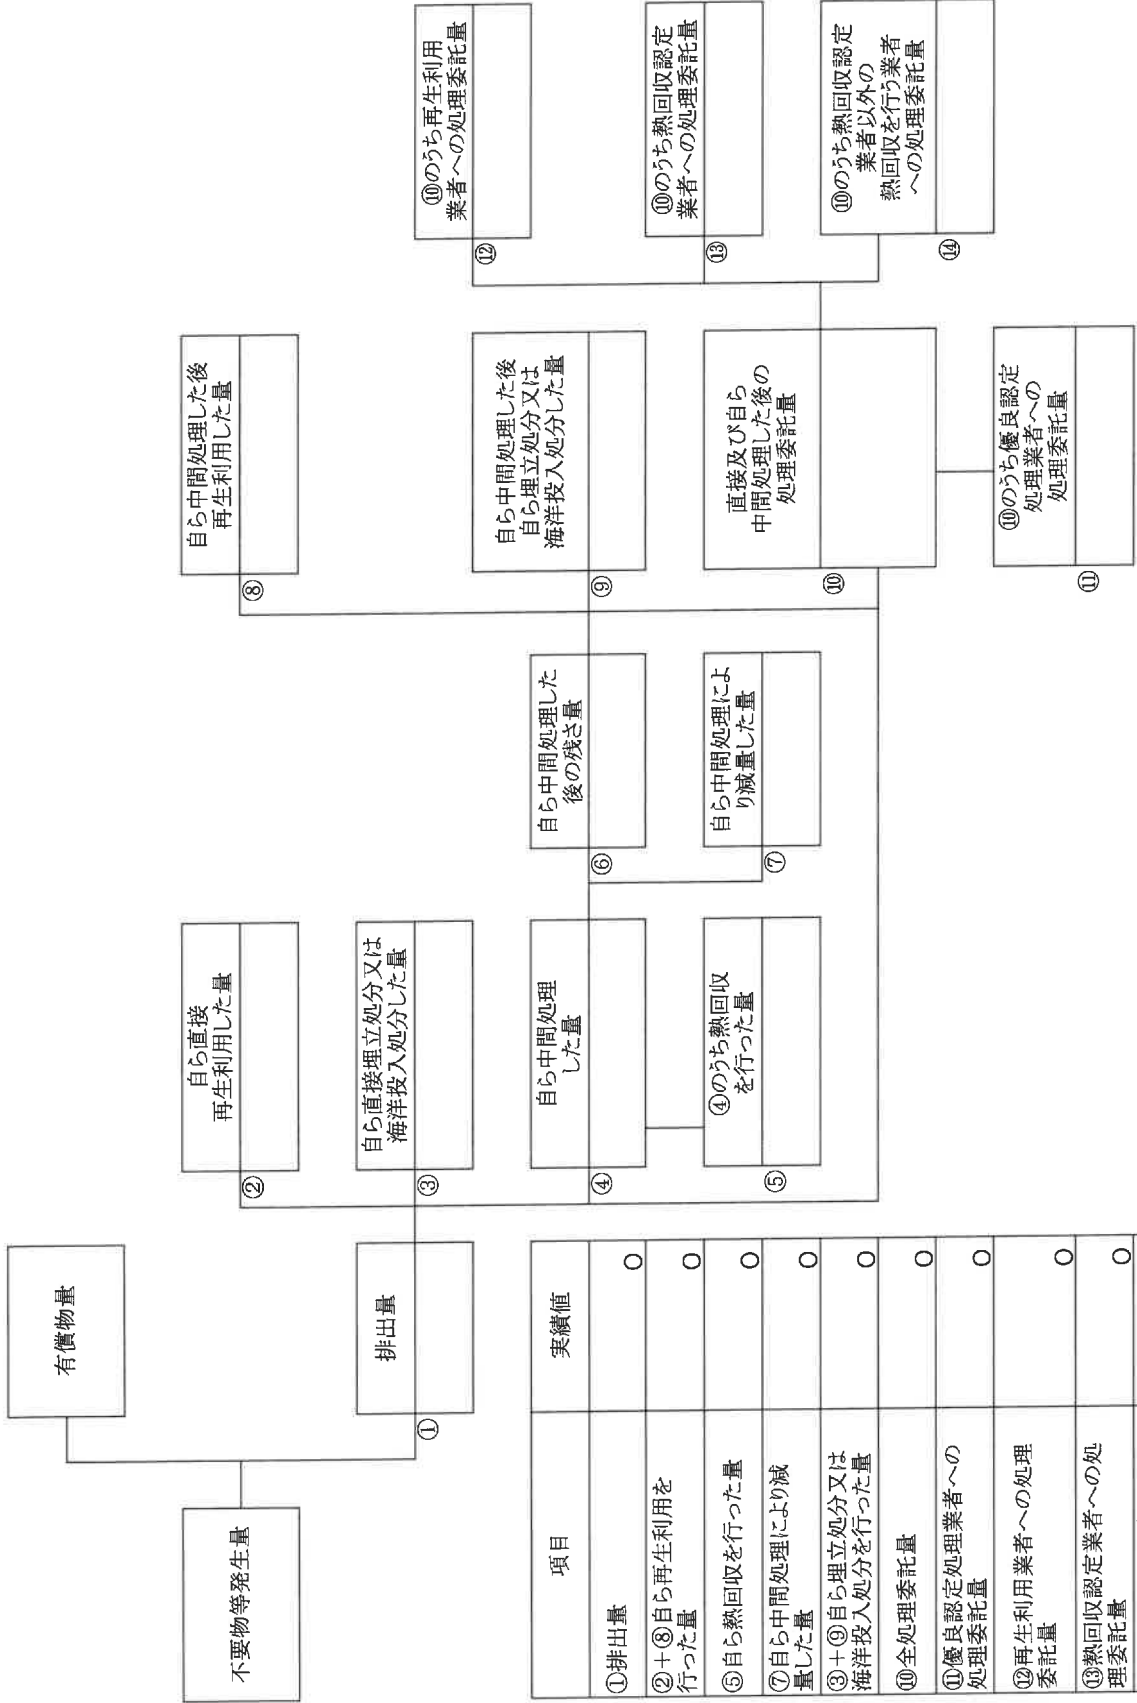 不要物等発生量
有償物量
排出量
①
自ら直接
再生利用した量
②
自ら直接埋立処分又は
海洋投入処分した量
③
自ら中間処理
した量
④
④のうち熱回収
を行った量
⑤
自ら中間処理した
後の残さ量
⑥
自ら中間処理によ
り減量した量
⑦
自ら中間処理した後
再生利用した量
⑧
自ら中間処理した後
自ら埋立処分又は
海洋投入処分した量
⑨
直接及び自ら
中間処理した後の
処理委託量
⑩
⑩のうち優良認定
処理業者への
処理委託量
⑪
⑩のうち再生利用
業者への処理委託量
⑫
⑩のうち熱回収認定
業者への処理委託量
⑬
⑩のうち熱回収認定
業者以外の
熱回収を行う業者
への処理委託量
⑭
項目 実績値
①排出量 0
②+⑧自ら再生利用を
行った量 0
⑤自ら熱回収を行った量 0
⑦自ら中間処理により減
量した量 0
③+⑨自ら埋立処分又は
海洋投入処分を行った量 0
⑩全処理委託量 0
⑪優良認定処理業者への
処理委託量 0
⑫再生利用業者への処理
委託量 0
⑬熱回収認定業者への処
理委託量 0